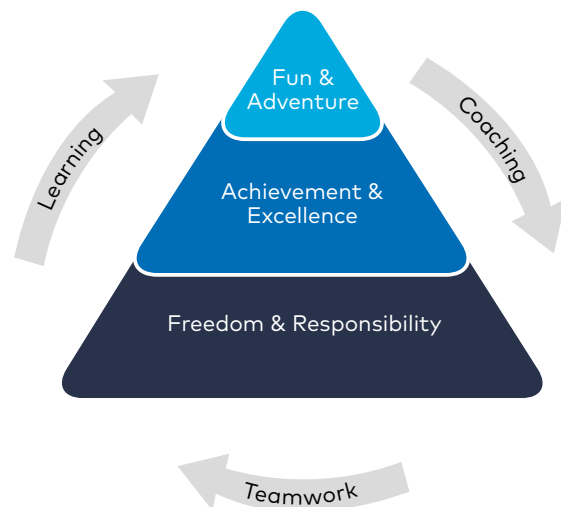 Fun &
Adventure
Learning
Coaching
Achievement &
Excellence
Freedom & Responsibility
Teamwork